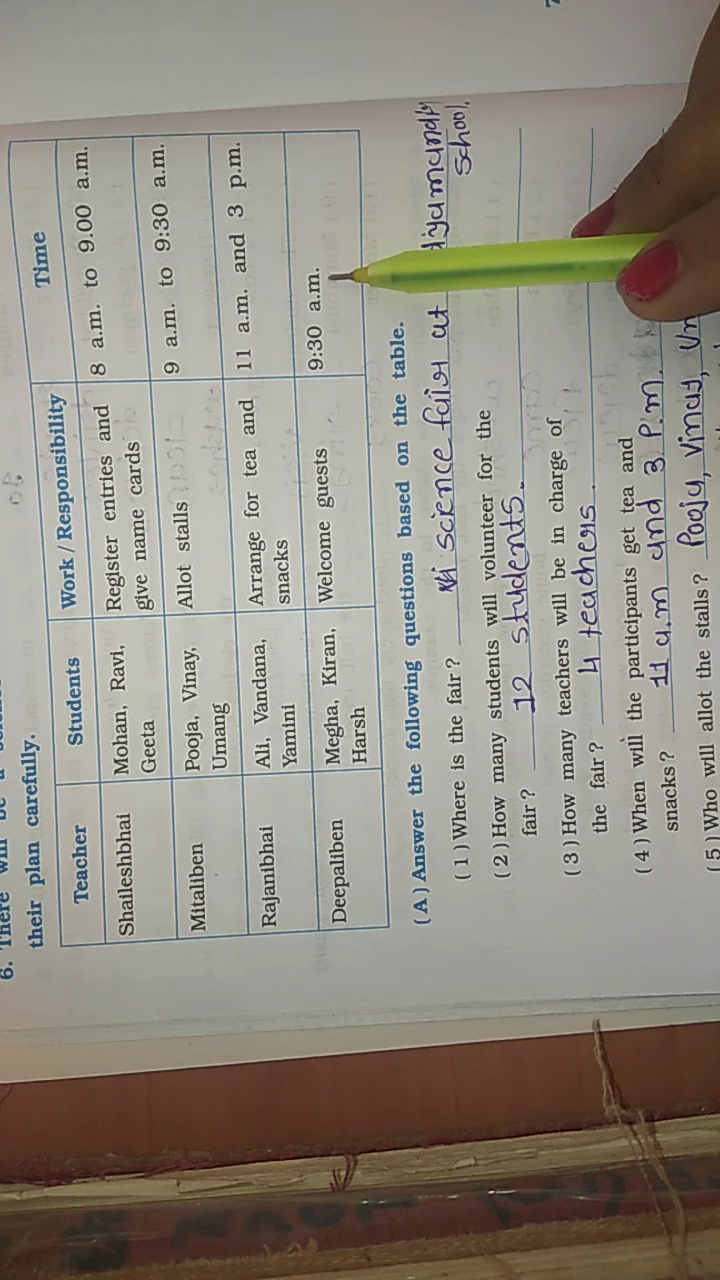 6. There will be a
their plan carefully.
Teacher Students Work / Responsibility Time
Shaileshbhai Mohan, Ravi, Geeta Register entries and give name cards 8 a.m. to 9.00 a.m.
Mitaliben Pooja, Vinay, Umang Allot stalls 9 a.m. to 9:30 a.m.
Rajanibhai Ali, Vandana, Yamini Arrange for tea and snacks 11 a.m. and 3 p.m.
Deepaliben Megha, Kiran, Harsh Welcome guests 9:30 a.m.
(A) Answer the following questions based on the table.
(1) Where is the fair? science fair at
school.
(2) How many students will volunteer for the
fair? 12 students.
(3) How many teachers will be in charge of
the fair? 4 teachers.
(4) When will the participants get tea and
snacks? 11 a.m and 3 P.m.
(5) Who will allot the stalls? Pooja, Vinay,